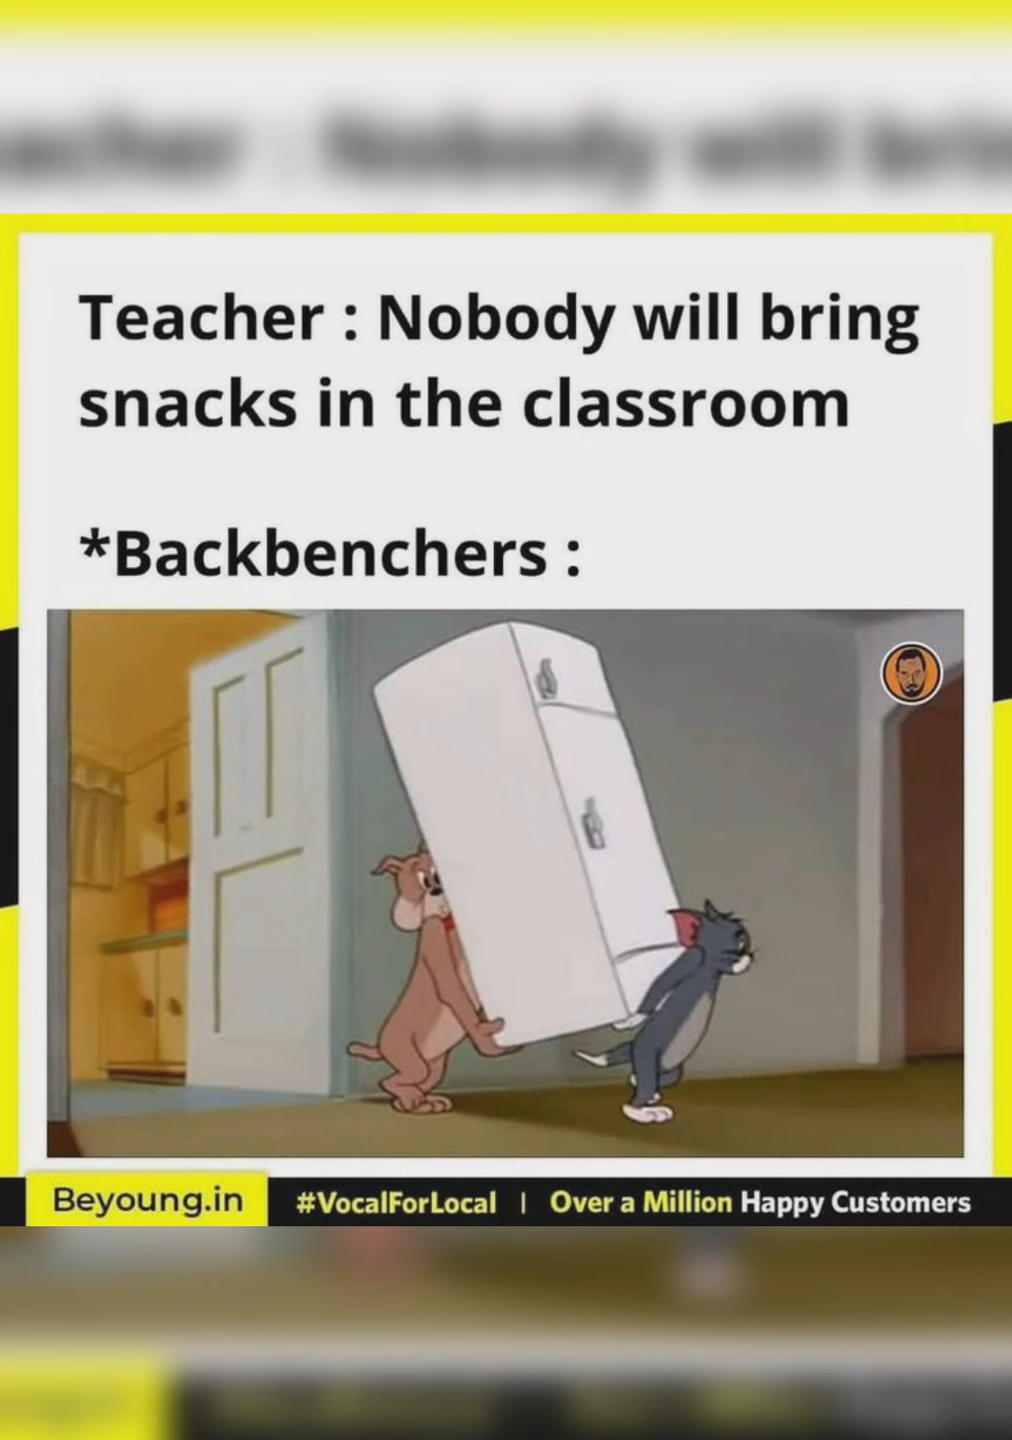 Teacher : Nobody will bring
snacks in the classroom
*Backbenchers :
Beyoung.in
#VocalForLocal | Over a Million Happy Customers